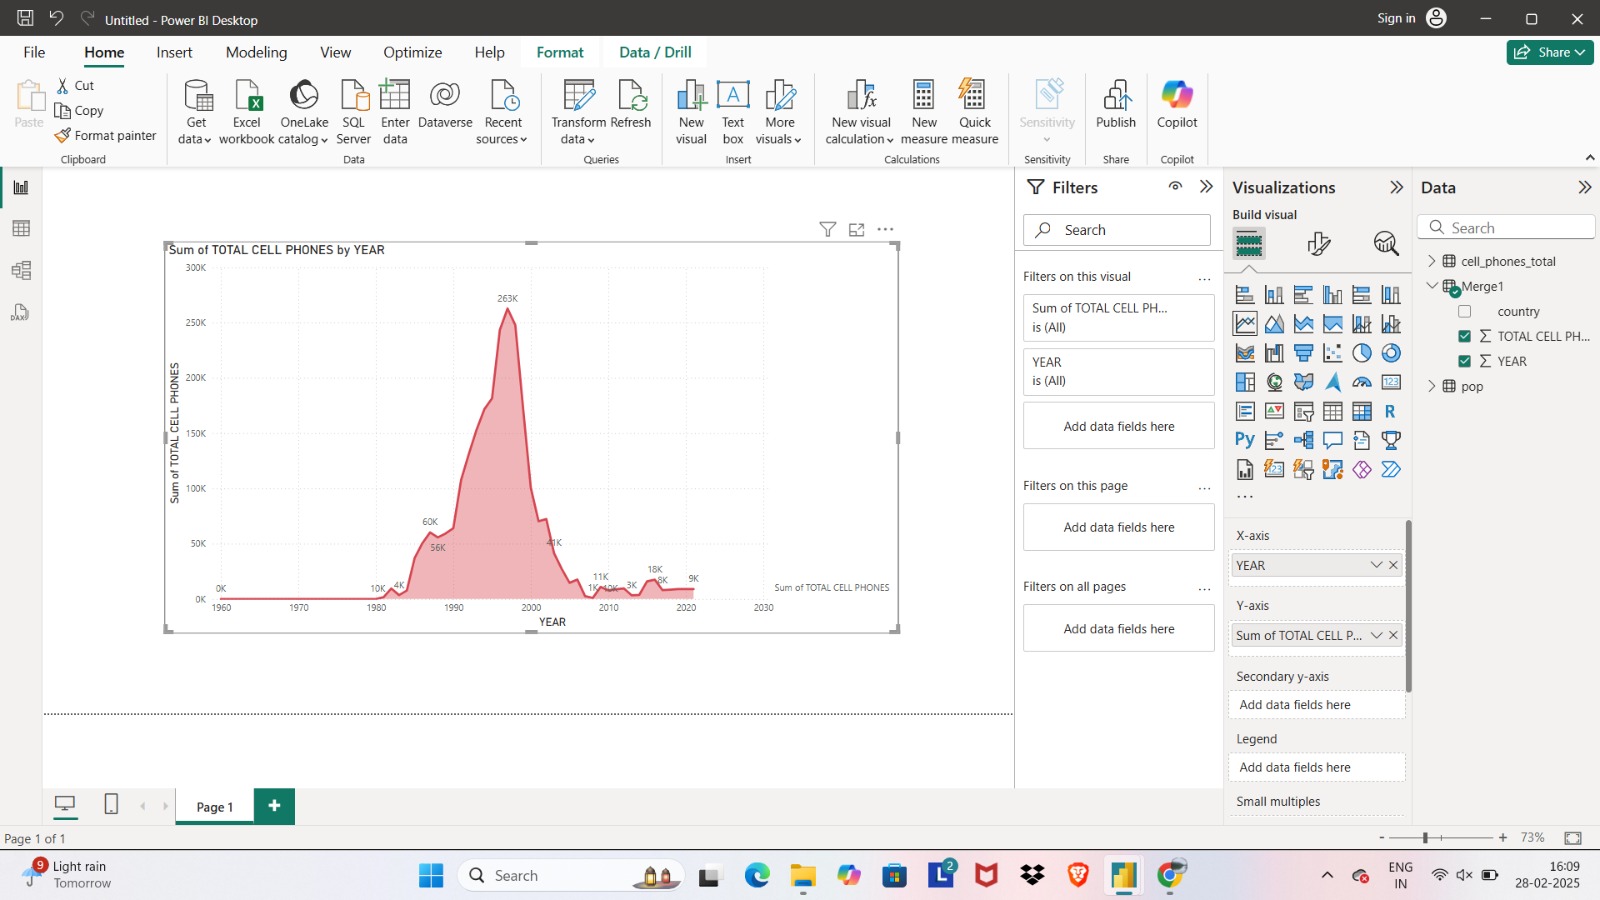 Untitled - Power BI Desktop
Sign in
File Home Insert Modeling View Optimize Help Format Data / Drill
Share
Paste
Cut
Copy
Format painter
Clipboard
Get data
Excel workbook
OneLake catalog
SQL Server
Enter data
Dataverse
Recent sources
Data
Transform data
Refresh
Queries
New visual
Text box
More visuals
Insert
New visual calculation
New measure
Quick measure
Calculations
Sensitivity
Sensitivity
Publish
Share
Copilot
Copilot
Sum of TOTAL CELL PHONES by YEAR
Sum of TOTAL CELL PHONES
300K
250K
200K
150K
100K
50K
0K
0K
10K
4K
60K
56K
263K
41K
1K
11K
3K
18K
8K
9K
Sum of TOTAL CELL PHONES
1960 1970 1980 1990 2000 2010 2020 2030
YEAR
Filters
Search
Filters on this visual
Sum of TOTAL CELL PH...
is (All)
YEAR
is (All)
Add data fields here
Filters on this page
Add data fields here
Filters on all pages
Add data fields here
Visualizations
Build visual
123
R
Py
X-axis
YEAR
Y-axis
Sum of TOTAL CELL P...
Secondary y-axis
Add data fields here
Legend
Add data fields here
Small multiples
Data
Search
cell_phones_total
Merge1
country
TOTAL CELL PH...
YEAR
pop
DAX
Page 1
Page 1 of 1
- + 73%
9
Light rain
Tomorrow
Search
L
2
ENG
IN
16:09
28-02-2025